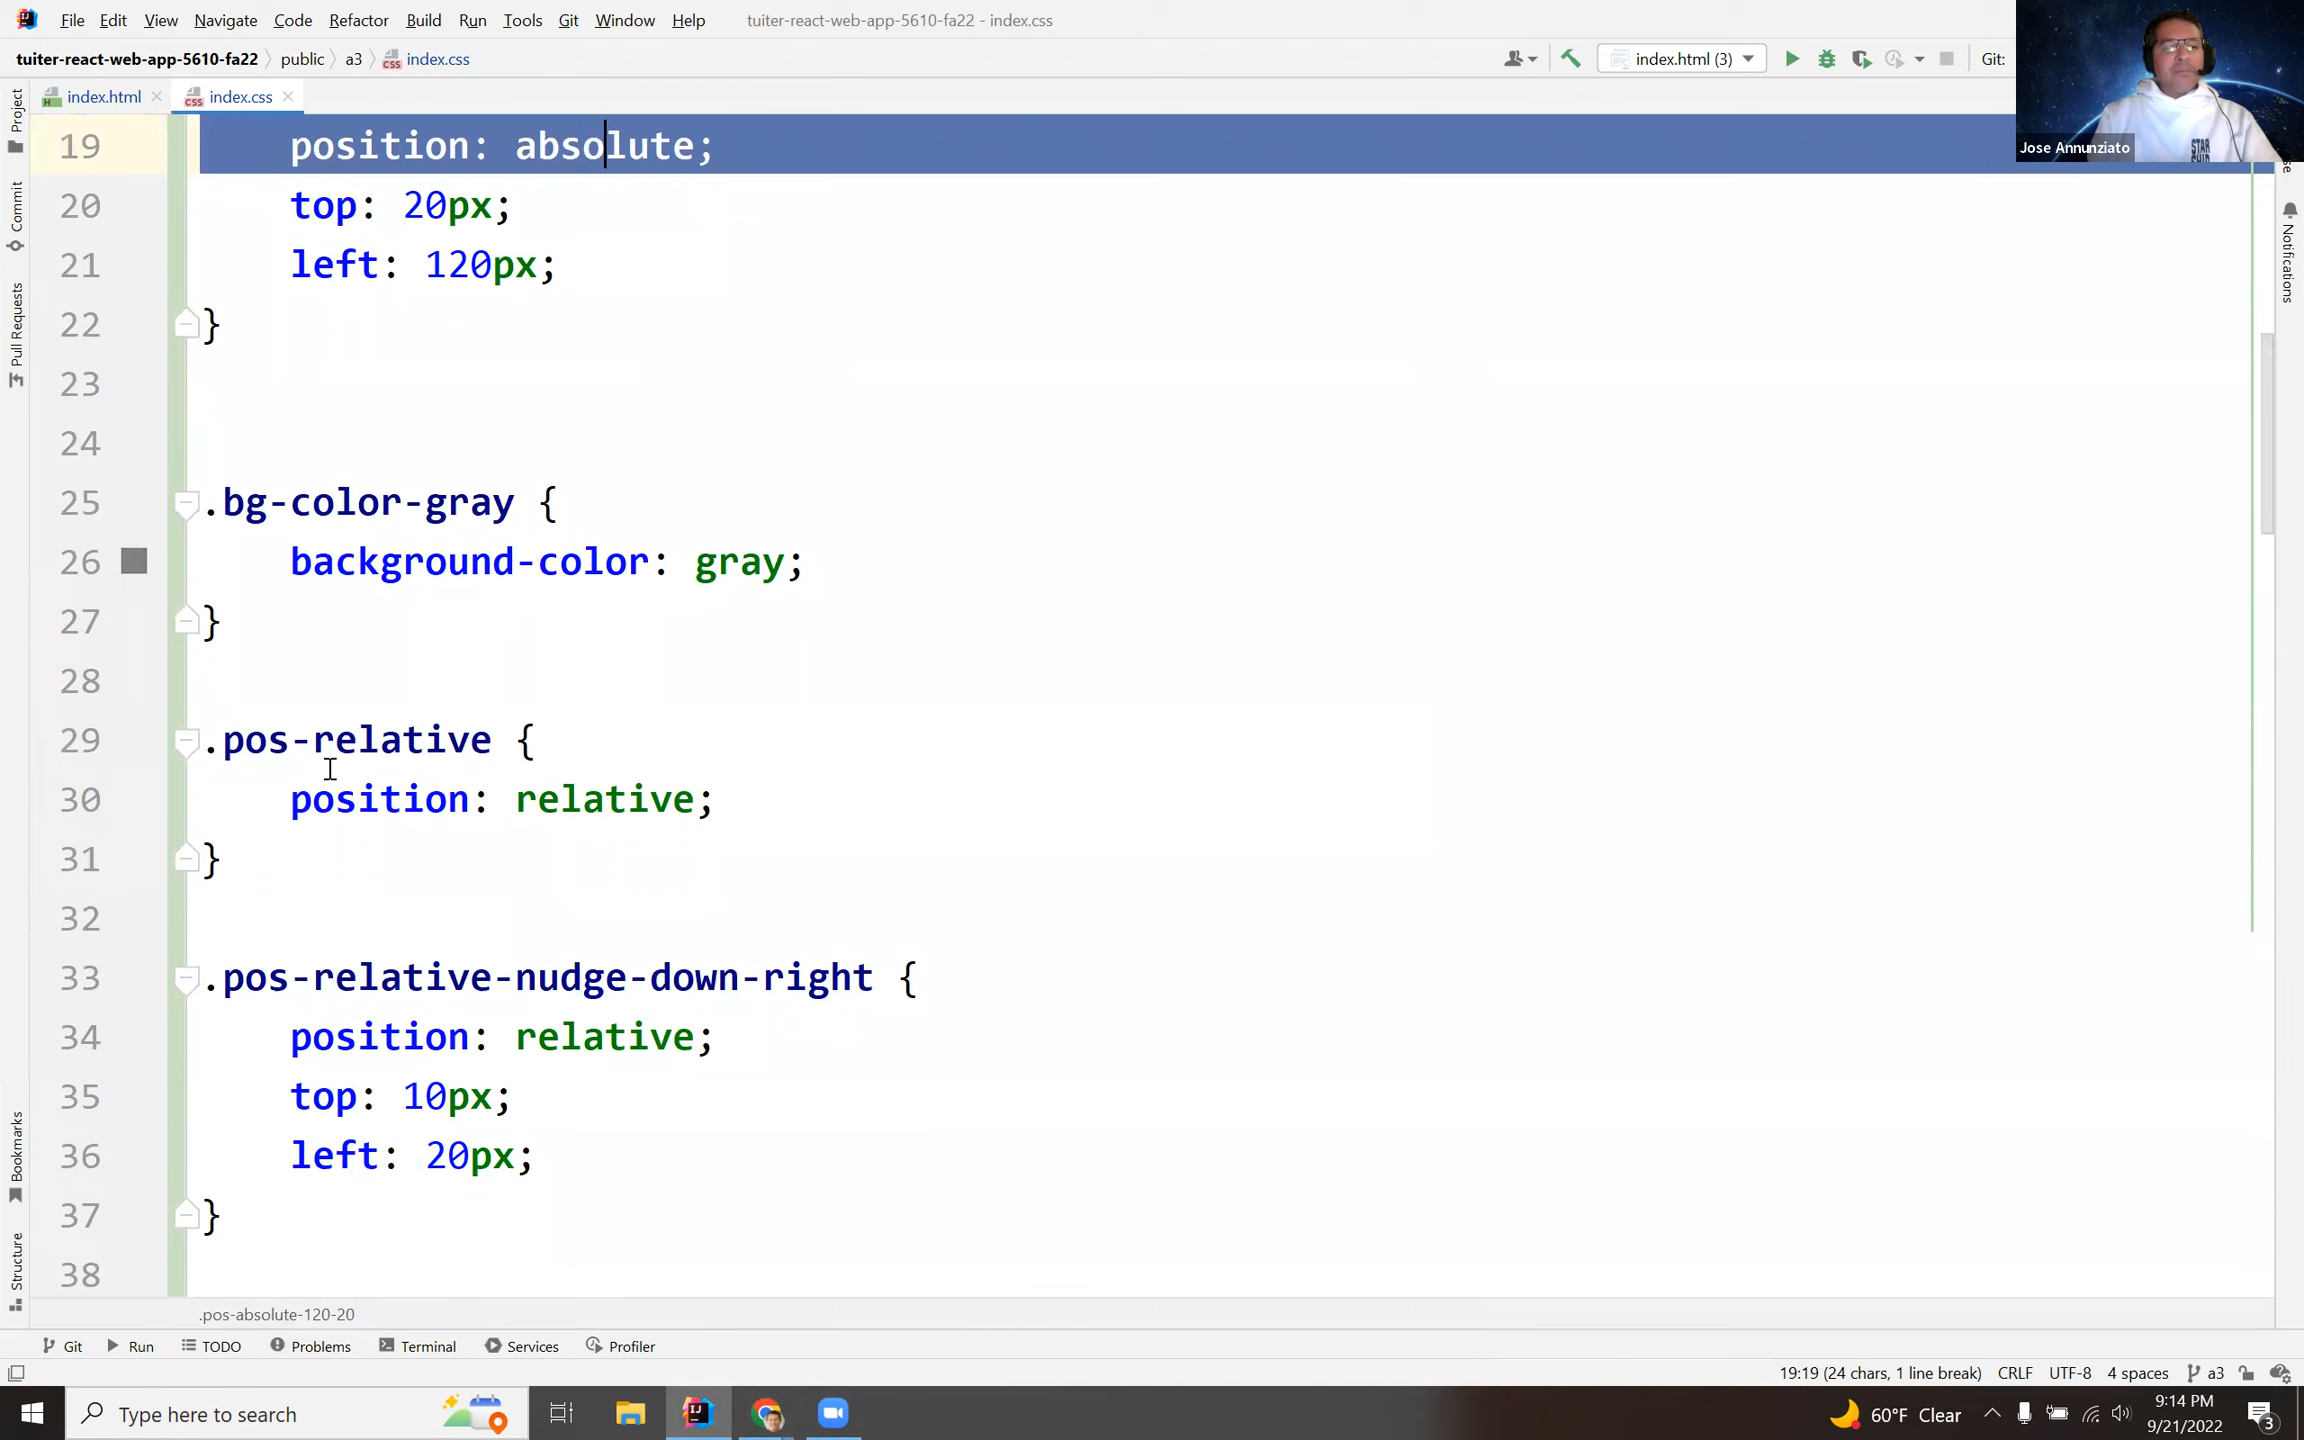 File Edit View Navigate Code Refactor Build Run Tools Git Window Help tuiter-react-web-app-5610-fa22 - index.css
tuiter-react-web-app-5610-fa22 public a3 index.css index.html (3) Git:
index.html index.css
Jose Annunziato
Project
Commit
Pull Requests
Bookmarks
Structure
Notifications
19 position: absolute;
20 top: 20px;
21 left: 120px;
22 }
23
24
25 .bg-color-gray {
26 background-color: gray;
27 }
28
29 .pos-relative {
30 position: relative;
31 }
32
33 .pos-relative-nudge-down-right {
34 position: relative;
35 top: 10px;
36 left: 20px;
37 }
38
.pos-absolute-120-20
Git Run TODO Problems Terminal Services Profiler
19:19 (24 chars, 1 line break) CRLF UTF-8 4 spaces a3
Type here to search 60°F Clear 9:14 PM
9/21/2022 3